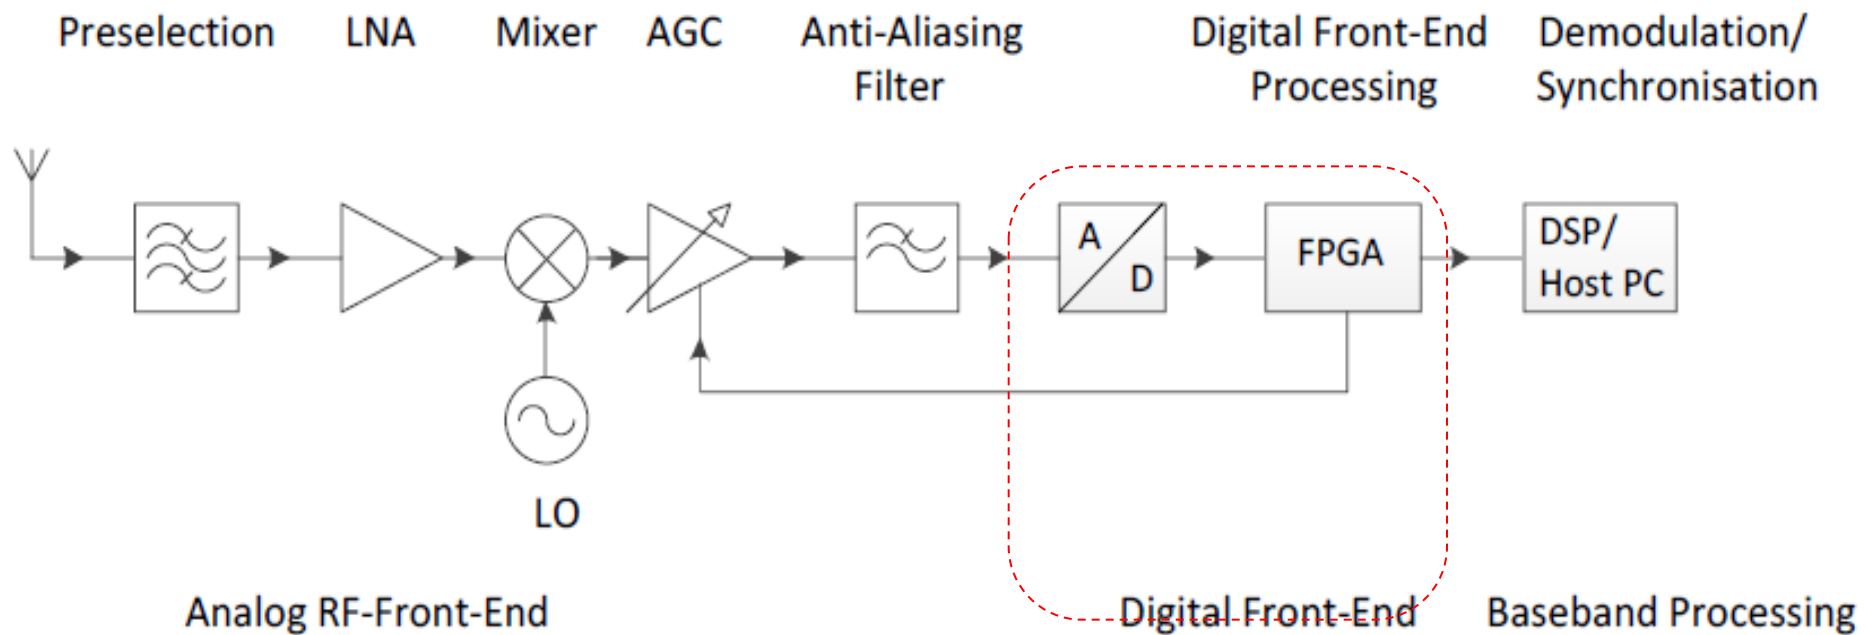 Preselection
LNA
Mixer
AGC
Anti-Aliasing
Filter
Digital Front-End
Processing
Demodulation/
Synchronisation
A
D
FPGA
DSP/
Host PC
LO
Analog RF-Front-End
Digital Front-End
Baseband Processing